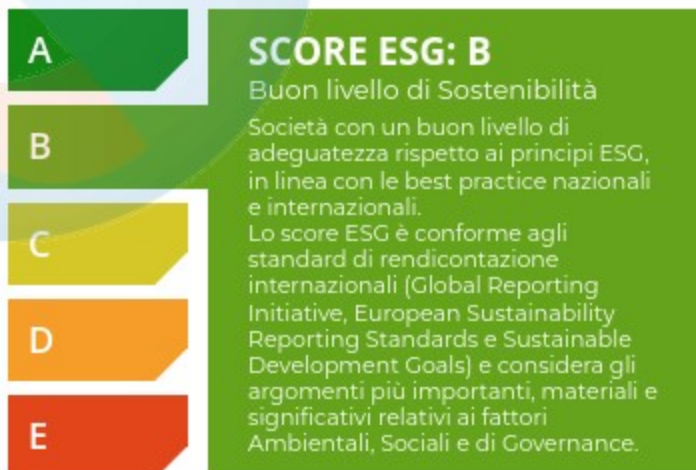 A
B
C
D
E
SCORE ESG: B
Buon livello di Sostenibilità
Società con un buon livello di
adeguatezza rispetto ai principi ESG,
in linea con le best practice nazionali
e internazionali.
Lo score ESG è conforme agli
standard di rendicontazione
internazionali (Global Reporting
Initiative, European Sustainability
Reporting Standards e Sustainable
Development Goals) e considera gli
argomenti più importanti, materiali e
significativi relativi ai fattori
Ambientali, Sociali e di Governance.